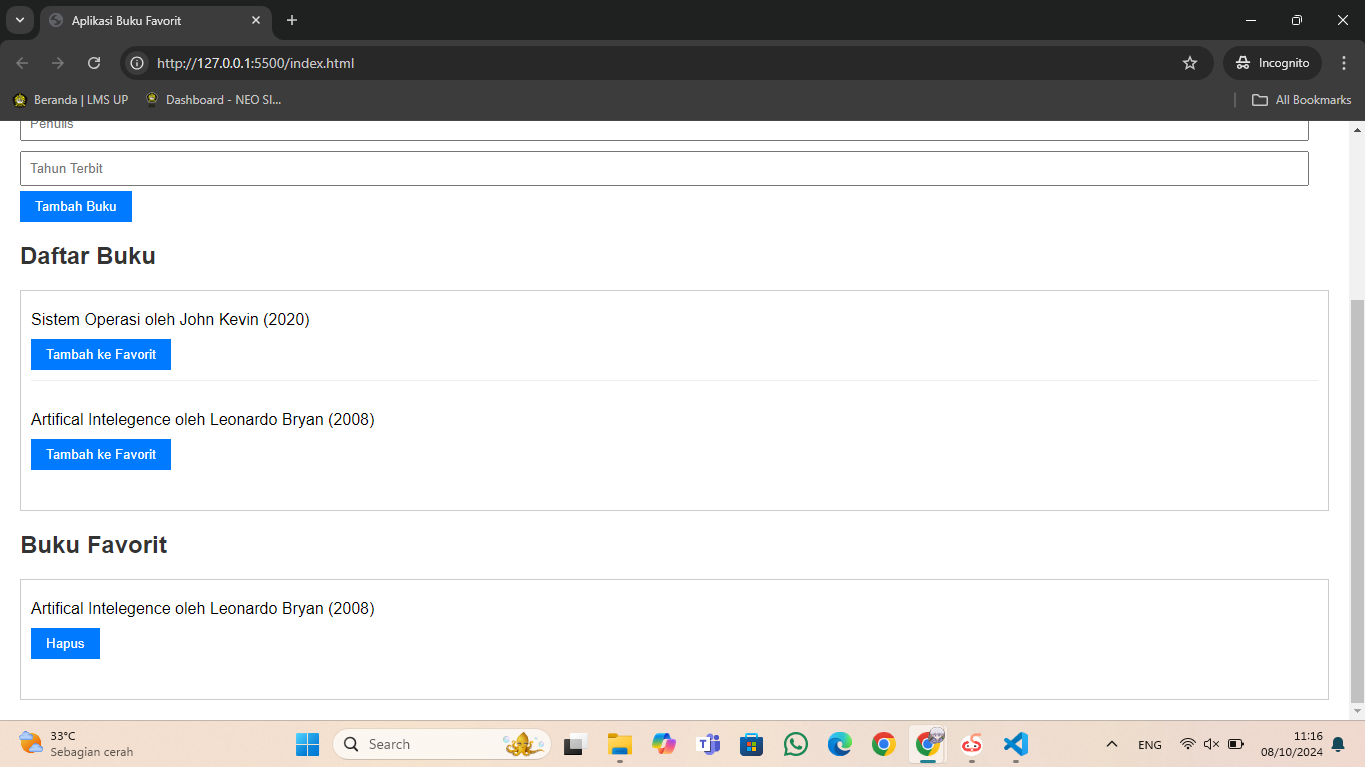 Aplikasi Buku Favorit
http://127.0.0.1:5500/index.html
Incognito
Beranda | LMS UP
Dashboard - NEO SI...
All Bookmarks
Penulis
Tahun Terbit
Tambah Buku
Daftar Buku
Sistem Operasi oleh John Kevin (2020)
Tambah ke Favorit
Artifical Intelegence oleh Leonardo Bryan (2008)
Tambah ke Favorit
Buku Favorit
Artifical Intelegence oleh Leonardo Bryan (2008)
Hapus
33°C
Sebagian cerah
Search
ENG
11:16
08/10/2024